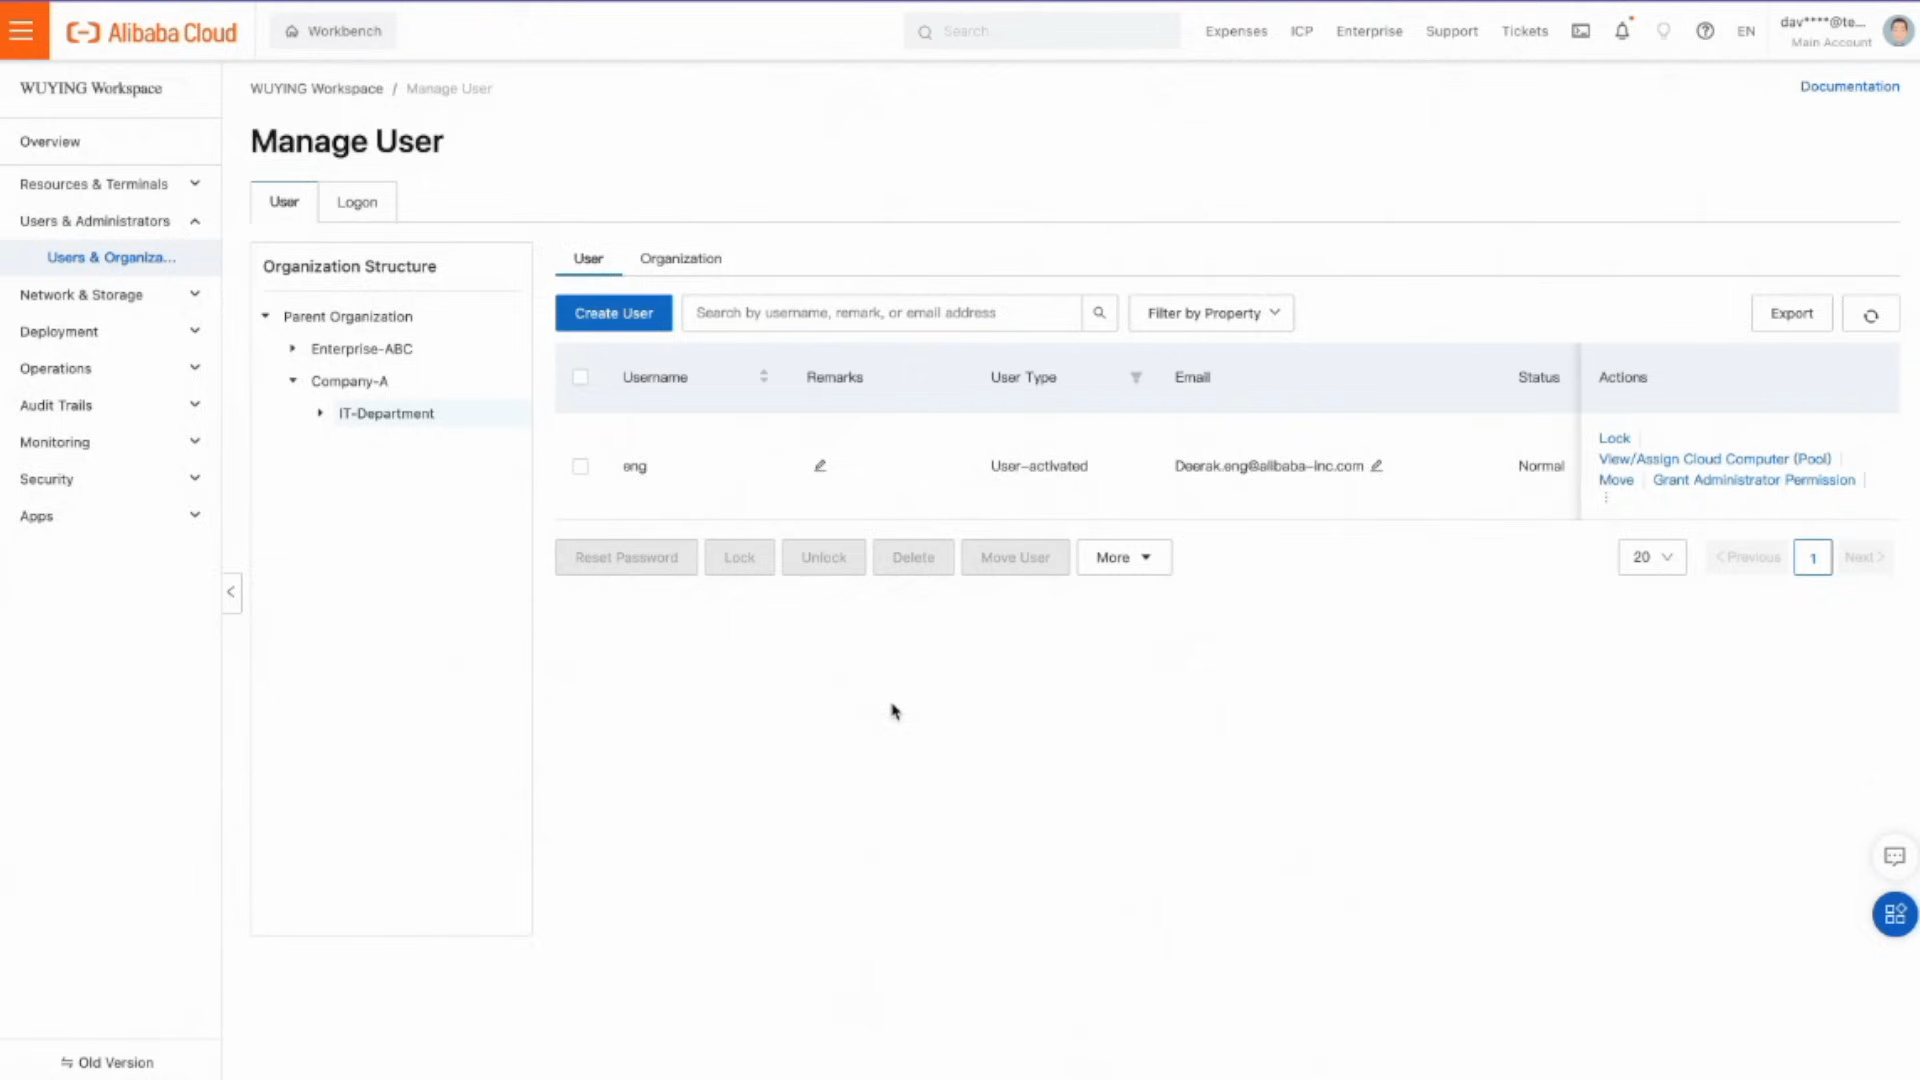 Alibaba Cloud
Workbench
Search
Expenses
ICP
Enterprise
Support
Tickets
EN
dav****@te...
Main Account
WUYING Workspace
Overview
Resources & Terminals
Users & Administrators
Users & Organiza...
Network & Storage
Deployment
Operations
Audit Trails
Monitoring
Security
Apps
Old Version
WUYING Workspace / Manage User
Documentation
Manage User
User
Logon
Organization Structure
Parent Organization
Enterprise-ABC
Company-A
IT-Department
User
Organization
Create User
Search by username, remark, or email address
Filter by Property
Export
Username
Remarks
User Type
Email
Status
Actions
eng
User-activated
Deerak.eng@alibaba-inc.com
Normal
Lock
View/Assign Cloud Computer (Pool)
Move
Grant Administrator Permission
Reset Password
Lock
Unlock
Delete
Move User
More
20
< Previous
1
Next >